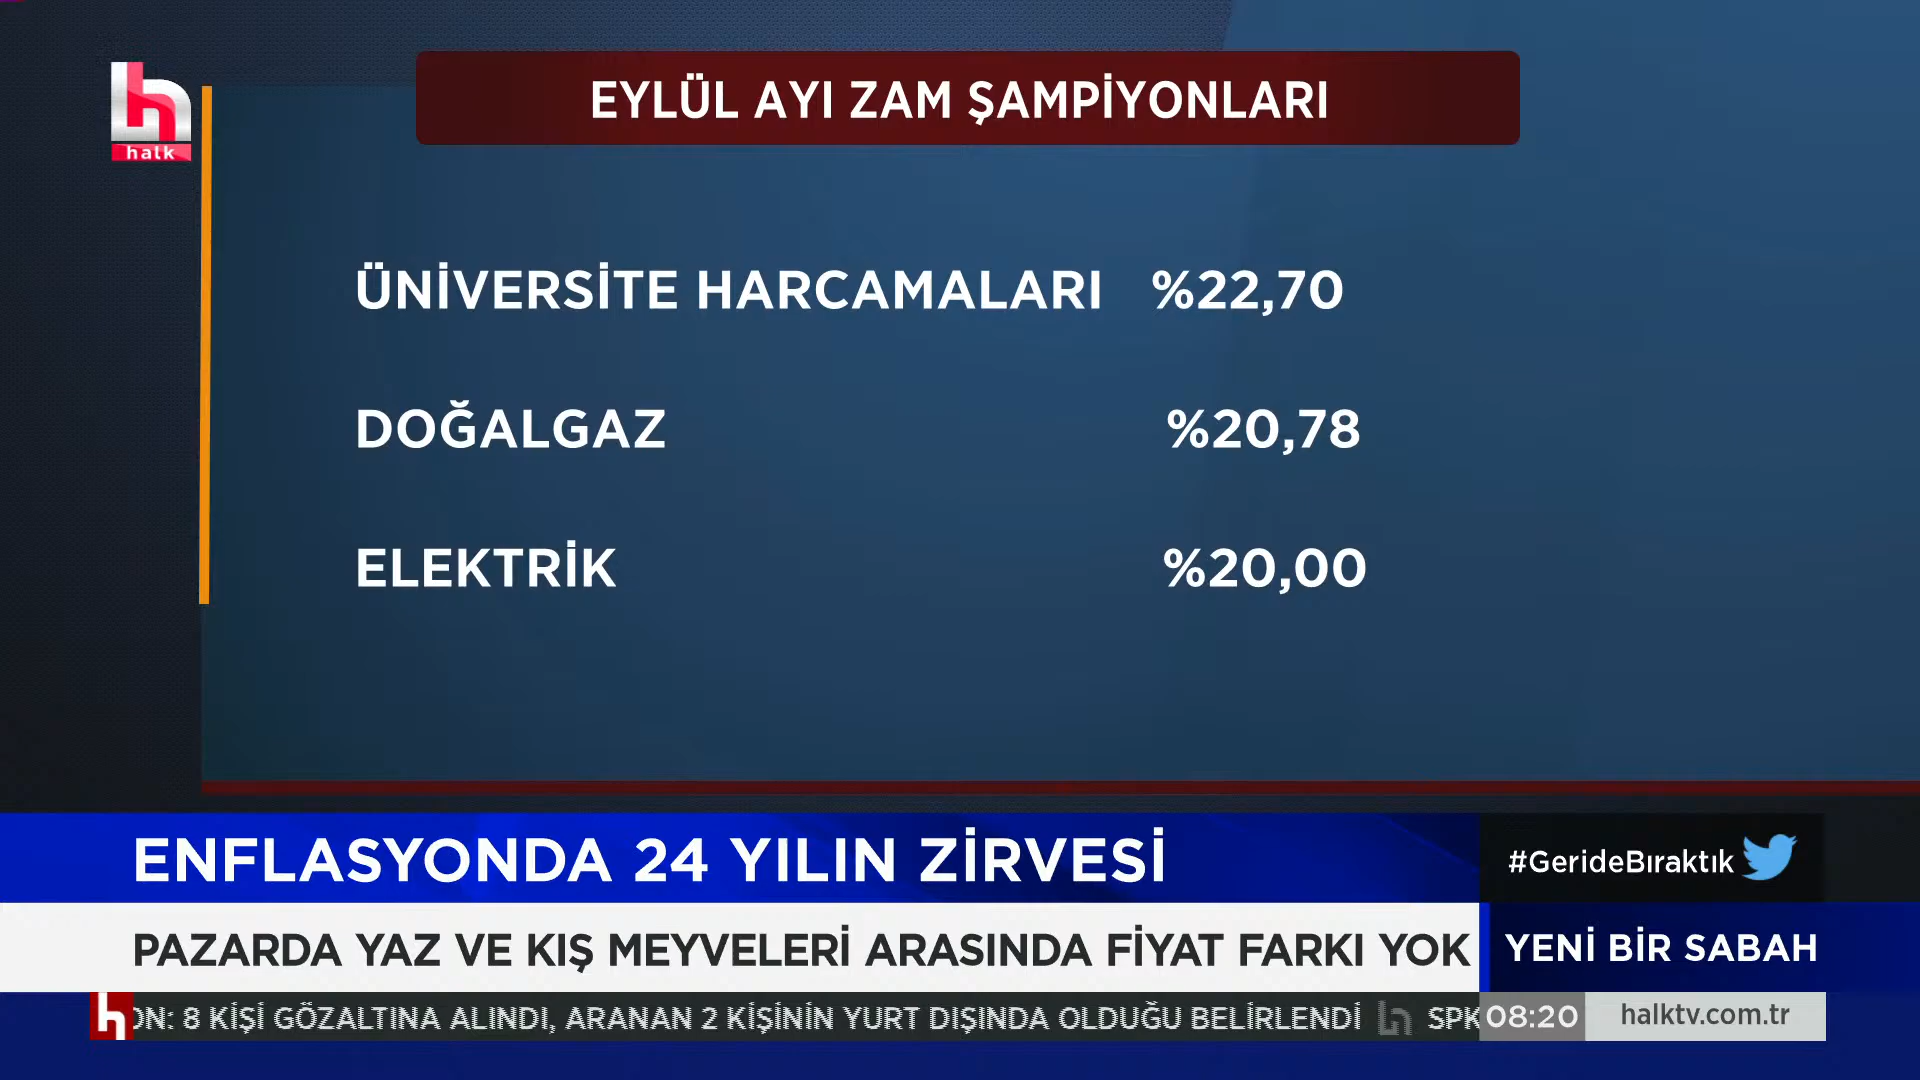 halk
EYLÜL AYI ZAM ŞAMPİYONLARI
ÜNİVERSİTE HARCAMALARI %22,70
DOĞALGAZ %20,78
ELEKTRİK %20,00
ENFLASYONDA 24 YILIN ZİRVESİ
#GerideBıraktık
PAZARDA YAZ VE KIŞ MEYVELERİ ARASINDA FİYAT FARKI YOK
YENİ BİR SABAH
ON: 8 KİŞİ GÖZALTINA ALINDI, ARANAN 2 KİŞİNİN YURT DIŞINDA OLDUĞU BELİRLENDİ SPK
08:20
halktv.com.tr